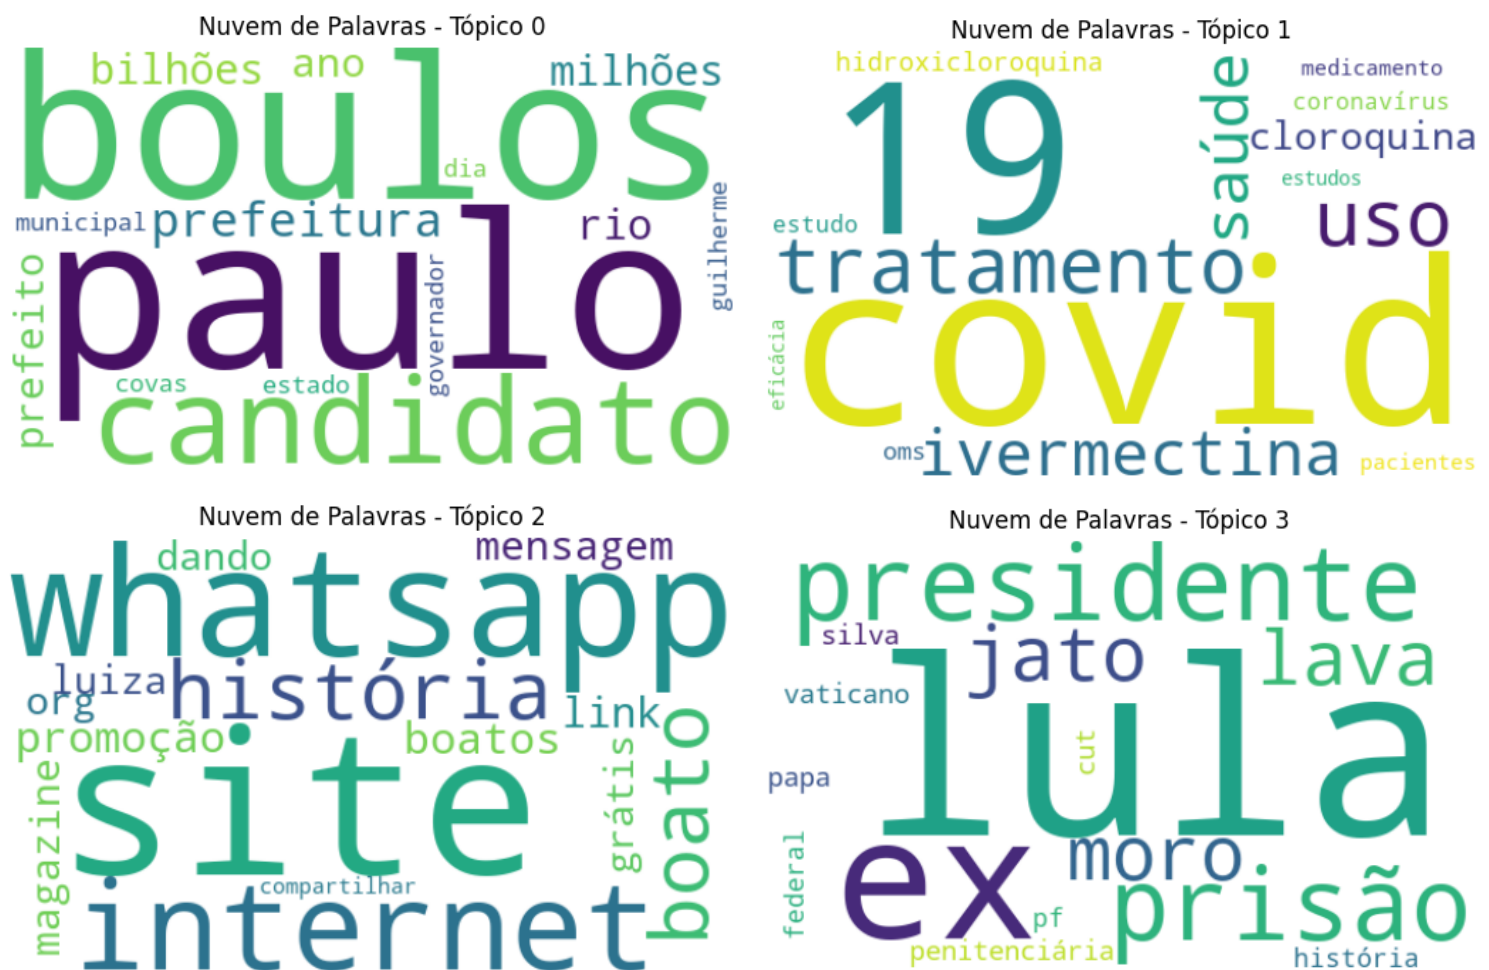 Nuvem de Palavras - Tópico 0
bilhões ano milhões
boulos
dia
municipal prefeitura rio guilherme
paulo
prefeito governador
covas estado
candidato
Nuvem de Palavras - Tópico 1
hidroxicloroquina saúde medicamento
19 coronavírus
cloroquina
estudos
estudo uso
tratamento
covid
eficácia
oms ivermectina pacientes
Nuvem de Palavras - Tópico 2
dando mensagem
whatsapp
luiza história
org link
promoção boatos boato
site grátis
magazine
compartilhar
internet
Nuvem de Palavras - Tópico 3
presidente
silva jato lava
vaticano
lula
cut
papa
federal ex moro
prisão
pf
penitenciária história